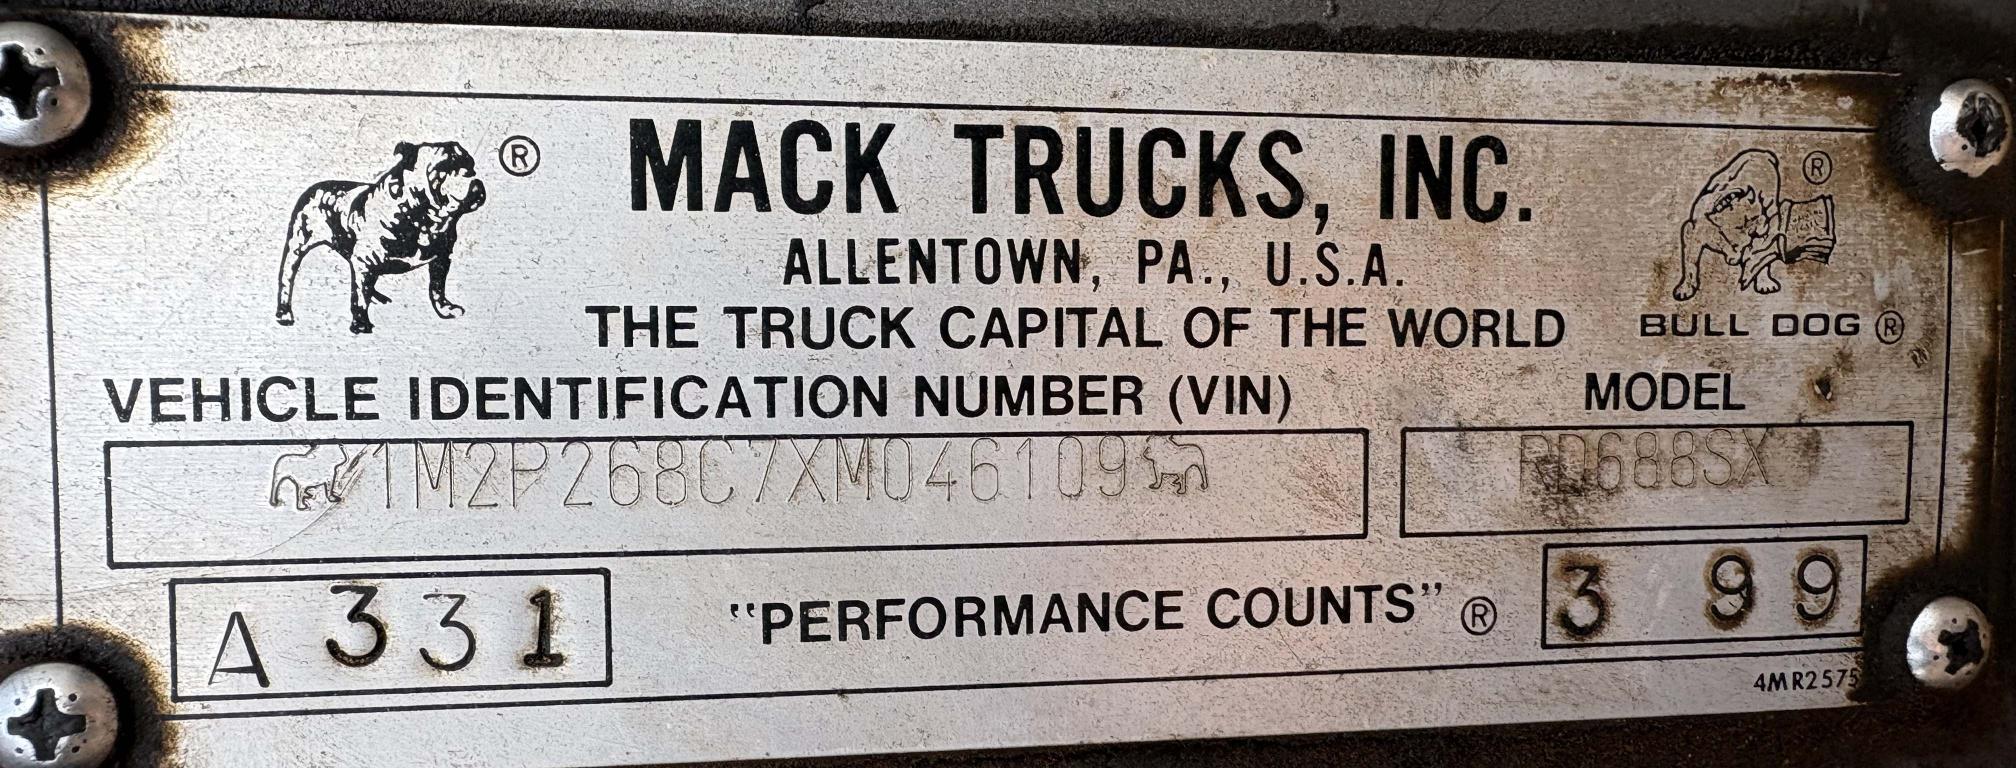 ®
MACK TRUCKS, INC.
®
ALLENTOWN, PA., U.S.A.
THE TRUCK CAPITAL OF THE WORLD
BULL DOG ®
VEHICLE IDENTIFICATION NUMBER (VIN)
MODEL
1M2P268C7XM046109
RD688SX
A 331
"PERFORMANCE COUNTS" ®
3 99
4MR2575